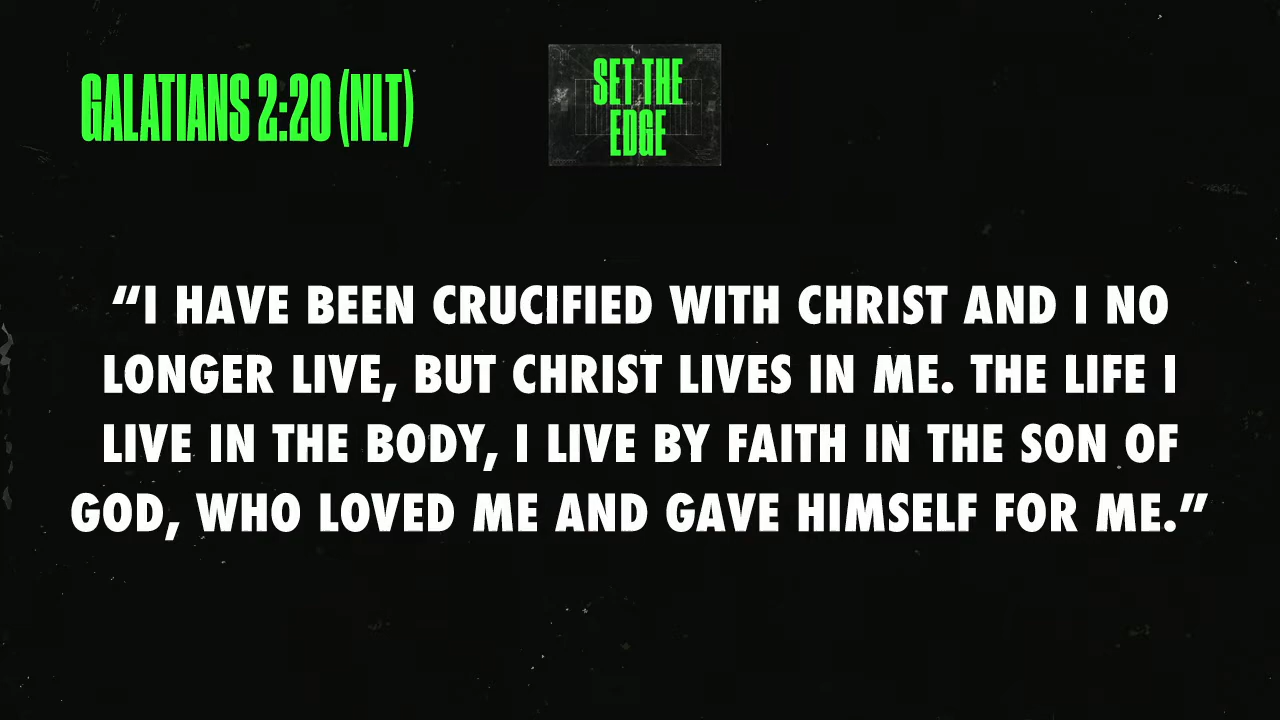 GALATIANS 2:20 (NLT)
SET THE
EDGE
“I HAVE BEEN CRUCIFIED WITH CHRIST AND I NO
LONGER LIVE, BUT CHRIST LIVES IN ME. THE LIFE I
LIVE IN THE BODY, I LIVE BY FAITH IN THE SON OF
GOD, WHO LOVED ME AND GAVE HIMSELF FOR ME.”